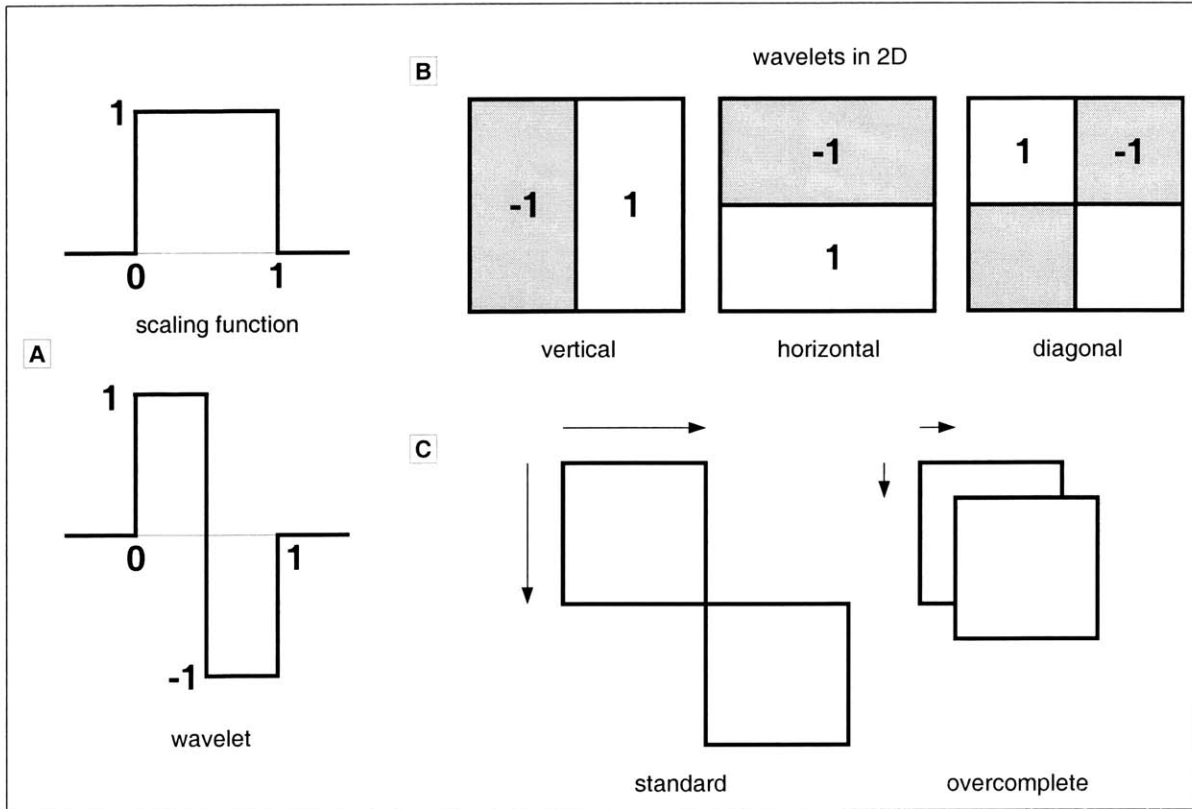 A
1
0 1
scaling function
1
0 1
-1
wavelet
B
wavelets in 2D
-1 1
vertical
-1
1
horizontal
1 -1
diagonal
C
standard
overcomplete